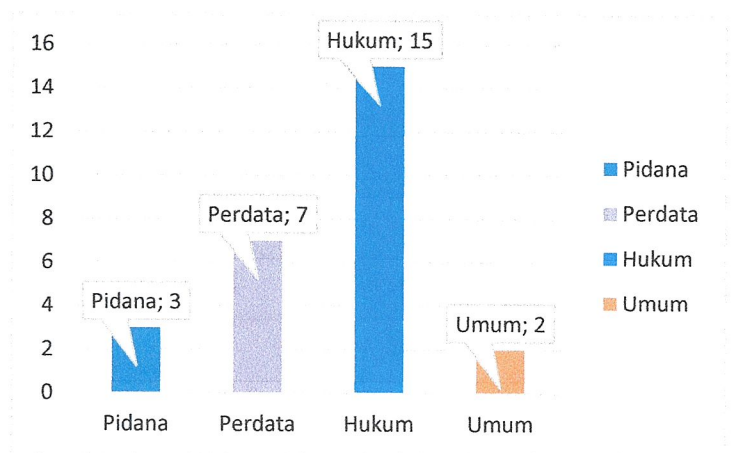 16
14
12
10
8
6
4
2
0
Hukum; 15
Perdata; 7
Pidana; 3
Umum; 2
Pidana
Perdata
Hukum
Umum
Pidana
Perdata
Hukum
Umum